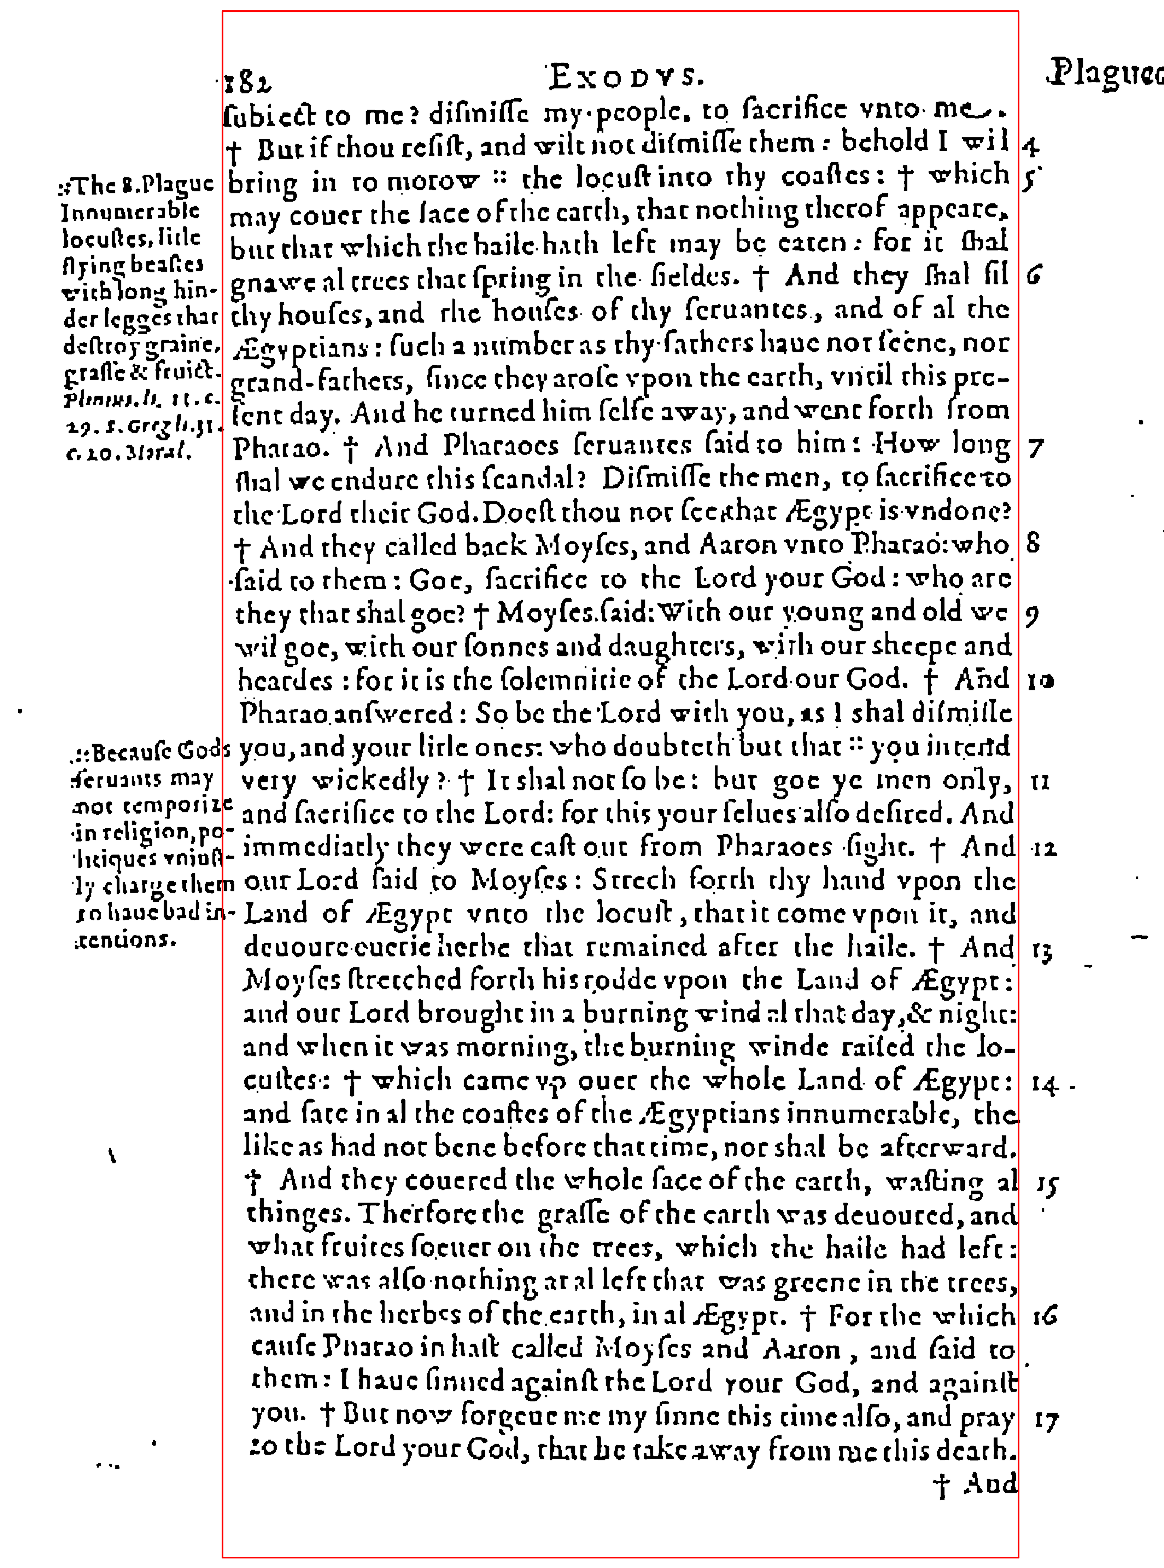 182 EXODVS. Plagues
ſubiect to me? diſmiſſe my people, to ſacrifice vnto me.
† But if thou reſiſt, and wilt not diſmiſſe them: behold I wil 4
bring in to morow :: the locuſt into thy coaſtes: † which 5
may couer the face of the earth, that nothing therof appeare,
but that which the haile hath left may be eaten: for it ſhal
gnawe al trees that ſpring in the fieldes. † And they ſhal fil 6
thy houſes, and the houſes of thy ſeruantes, and of al the
Ægyptians: ſuch a number as thy fathers haue not ſeene, nor
grand-fathers, ſince they aroſe vpon the earth, vntil this pre-
ſent day. And he turned him ſelfe away, and went forth from
Pharao. † And Pharaoes ſeruantes ſaid to him: How long 7
ſhal we endure this ſcandal? Diſmiſſe the men, to ſacrifice to
the Lord their God. Doeſt thou not ſee that Ægypt is vndone?
† And they called back Moyſes, and Aaron vnto Pharao: who 8
ſaid to them: Goe, ſacrifice to the Lord your God: who are
they that shal goe? † Moyſes ſaid: With our young and old we 9
wil goe, with our ſonnes and daughters, with our sheepe and
heardes: for it is the ſolemnitie of the Lord our God. † And 10
Pharao anſwered: So be the Lord with you, as I shal diſmiſſe
you, and your litle ones: who doubteth but that :: you intend
very wickedly? † It shal not ſo be: but goe ye men only, 11
and ſacrifice to the Lord: for this your ſelues alſo deſired. And
immediatly they were caſt out from Pharaoes ſight. † And 12
our Lord ſaid to Moyſes: Strech forth thy hand vpon the
Land of Ægypt vnto the locuſt, that it come vpon it, and
deuoure euerie herbe that remained after the haile. † And 13
Moyſes ſtretched forth his rodde vpon the Land of Ægypt:
and our Lord brought in a burning wind al that day, & night:
and when it was morning, the burning winde raiſed the lo-
cuſtes: † which came vp ouer the whole Land of Ægypt: 14
and ſate in al the coaſtes of the Ægyptians innumerable, the
like as had not bene before that time, nor shal be afterward.
† And they couered the whole face of the earth, waſting al 15
thinges. Therfore the graſſe of the earth was deuoured, and
what fruites ſoeuer on the trees, which the haile had left:
there was alſo nothing at al left that was greene in the trees,
and in the herbes of the earth, in al Ægypt. † For the which 16
cauſe Pharao in haſt called Moyſes and Aaron, and ſaid to
them: I haue ſinned againſt the Lord your God, and againſt
you. † But now forgeue me my ſinne this time alſo, and pray 17
to the Lord your God, that he take away from me this death.
† And
:: The 8. Plague
Innumerable
locuſtes, litle
flying beaſtes
with long hin-
der legges that
deſtroy graine,
graſſe & fruict.
Plinius. li. 11. c.
29. S. Greg li. 31.
c. 20. Moral.
:: Becauſe Gods
ſeruants may
not temporize
in religion, po-
litiques vniuſt-
ly charge them
to haue bad in-
tentions.